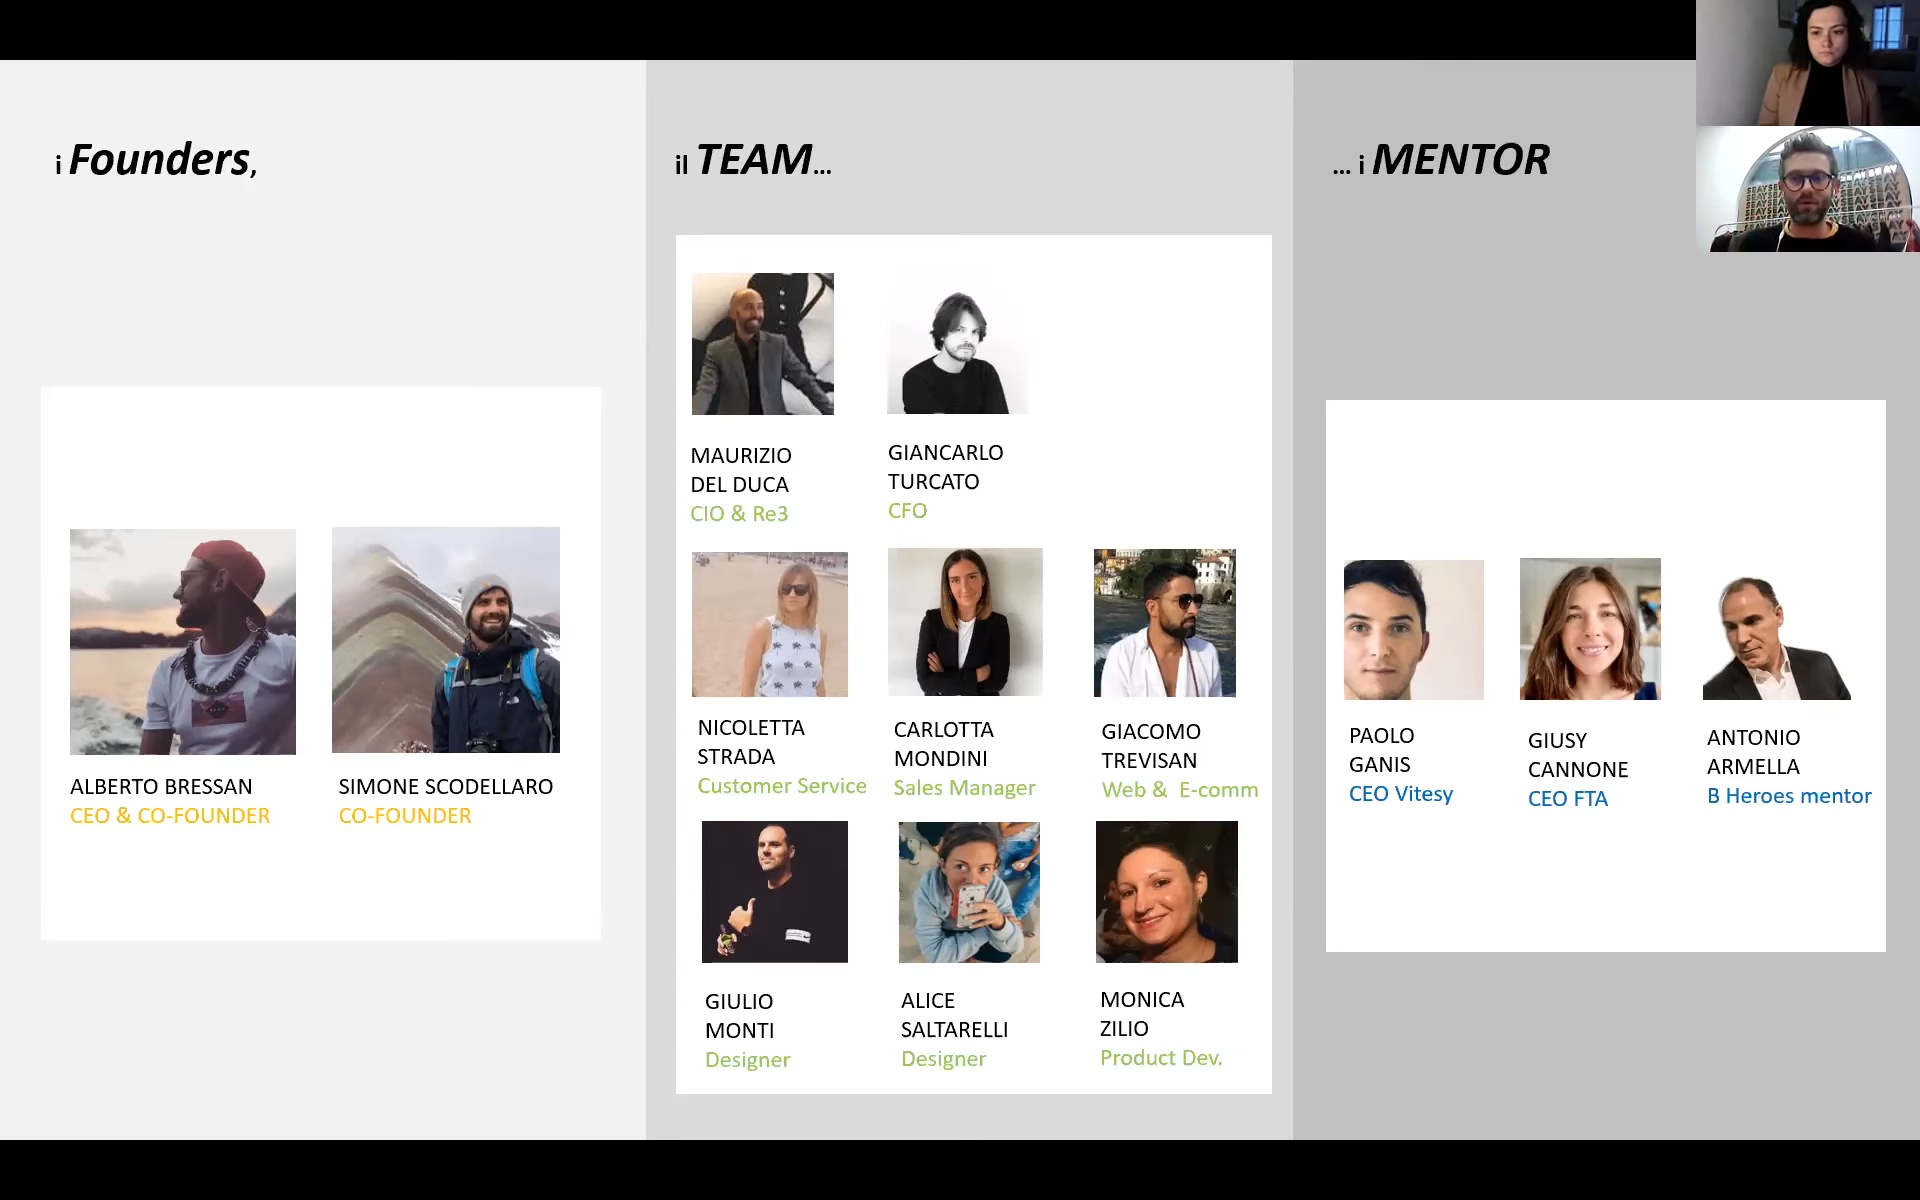 i Founders,
il TEAM...
... i MENTOR
ALBERTO BRESSAN
CEO & CO-FOUNDER
SIMONE SCODELLARO
CO-FOUNDER
MAURIZIO
DEL DUCA
CIO & Re3
GIANCARLO
TURCATO
CFO
NICOLETTA
STRADA
Customer Service
CARLOTTA
MONDINI
Sales Manager
GIACOMO
TREVISAN
Web & E-comm
GIULIO
MONTI
Designer
ALICE
SALTARELLI
Designer
MONICA
ZILIO
Product Dev.
PAOLO
GANIS
CEO Vitesy
GIUSY
CANNONE
CEO FTA
ANTONIO
ARMELLA
B Heroes mentor